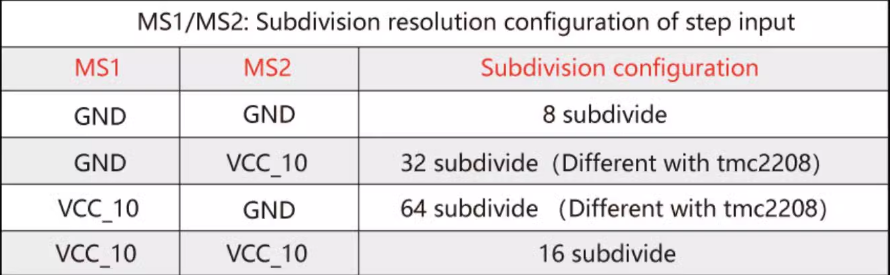 MS1/MS2: Subdivision resolution configuration of step input
MS1 MS2 Subdivision configuration
GND GND 8 subdivide
GND VCC_10 32 subdivide（Different with tmc2208）
VCC_10 GND 64 subdivide （Different with tmc2208）
VCC_10 VCC_10 16 subdivide